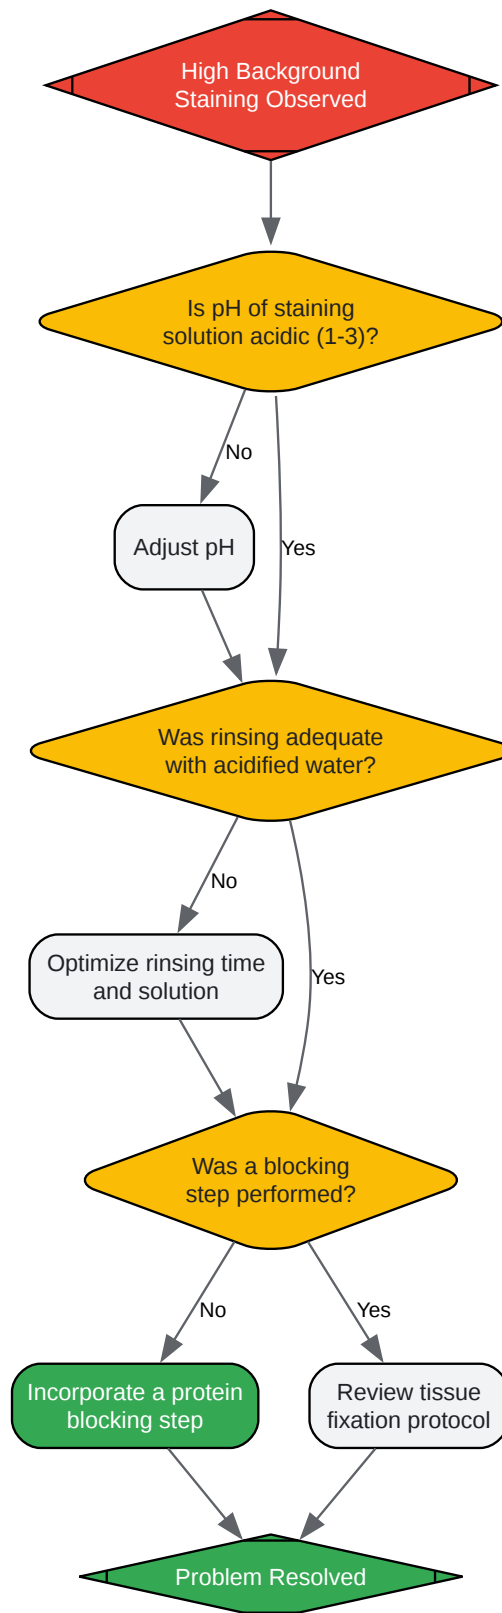 High Background
Staining Observed
Is pH of staining
solution acidic (1-3)?
No
Adjust pH
Yes
Was rinsing adequate
with acidified water?
No
Optimize rinsing time
and solution
Yes
Was a blocking
step performed?
No
Yes
Incorporate a protein
blocking step
Review tissue
fixation protocol
Problem Resolved